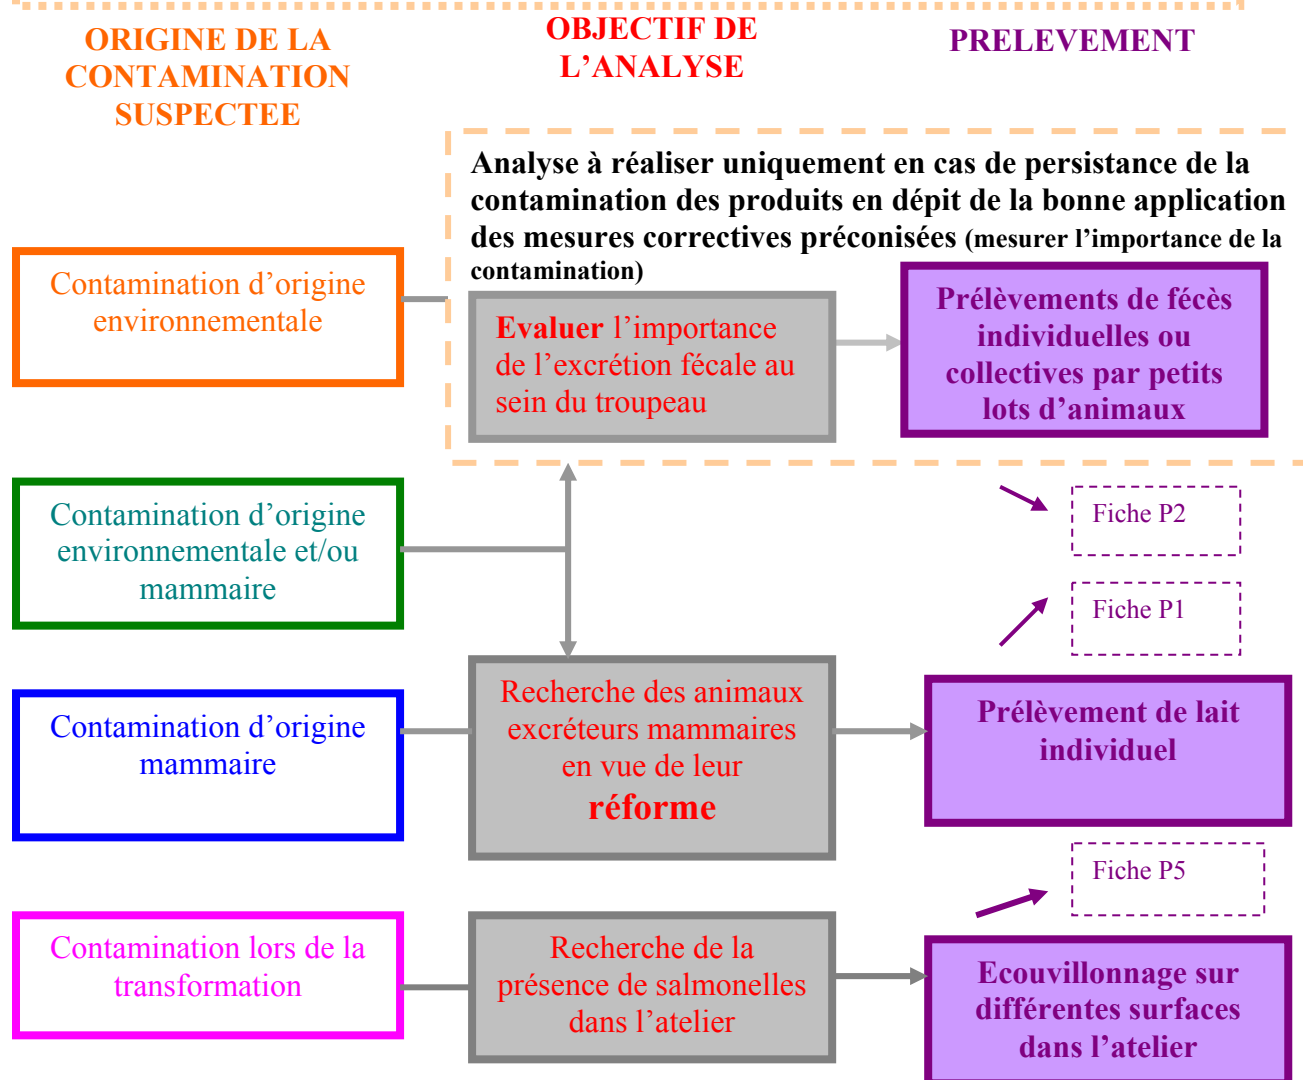 ORIGINE DE LA
CONTAMINATION
SUSPECTEE
OBJECTIF DE
L'ANALYSE
PRELEVEMENT
Analyse à réaliser uniquement en cas de persistance de la
contamination des produits en dépit de la bonne application
des mesures correctives préconisées (mesurer l'importance de la
contamination)
Contamination d'origine
environnementale
Evaluer l'importance
de l'excrétion fécale au
sein du troupeau
Prélèvements de fécès
individuelles ou
collectives par petits
lots d'animaux
Contamination d'origine
environnementale et/ou
mammaire
Fiche P2
Fiche P1
Contamination d'origine
mammaire
Recherche des animaux
excréteurs mammaires
en vue de leur
réforme
Prélèvement de lait
individuel
Fiche P5
Contamination lors de la
transformation
Recherche de la
présence de salmonelles
dans l'atelier
Ecouvillonnage sur
différentes surfaces
dans l'atelier